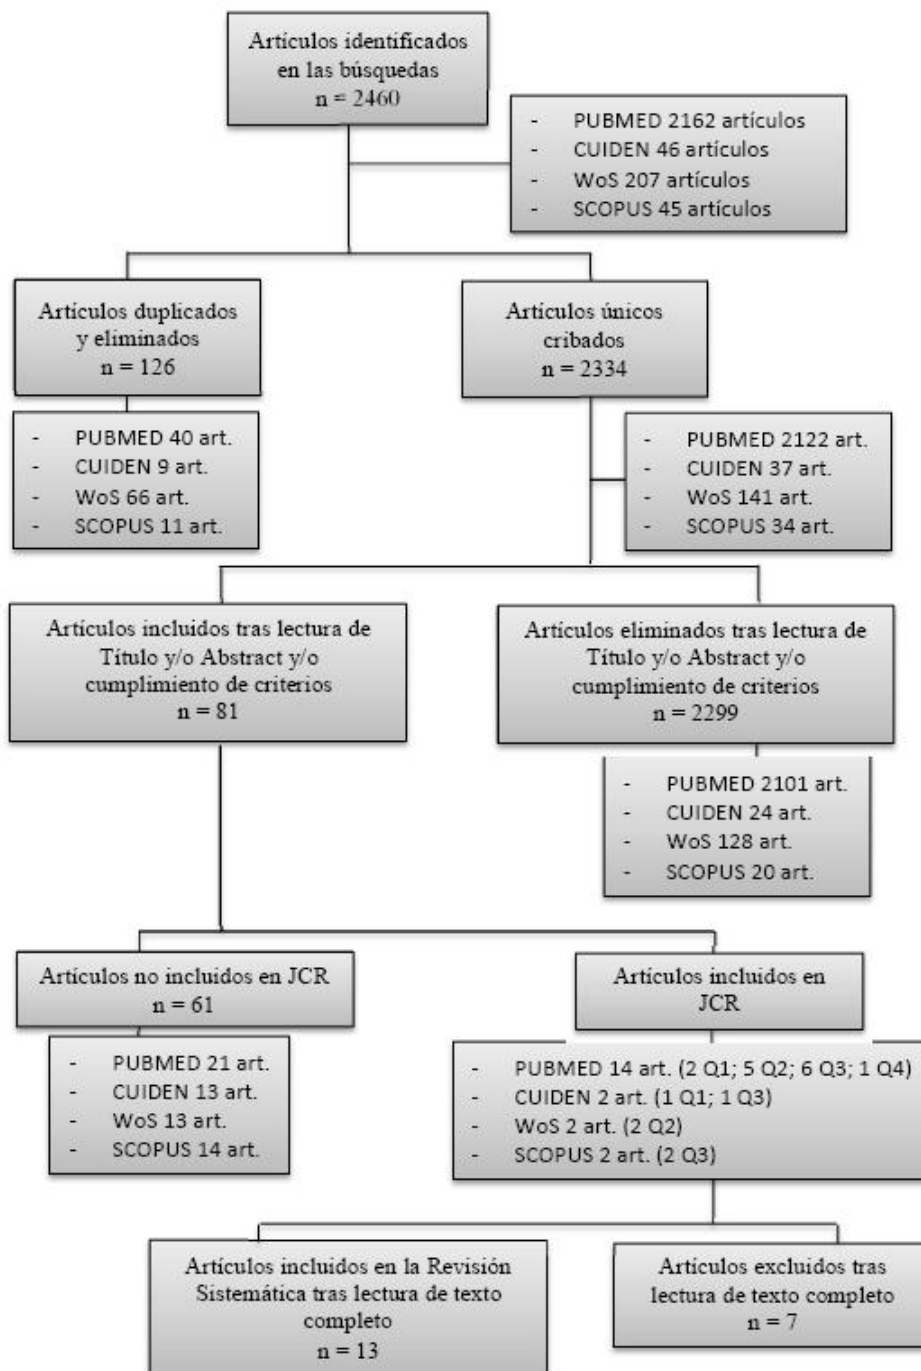 Artículos identificados
en las búsquedas
n = 2460
- PUBMED 2162 artículos
- CUIDEN 46 artículos
- WoS 207 artículos
- SCOPUS 45 artículos
Artículos duplicados
y eliminados
n = 126
Artículos únicos
cribados
n = 2334
- PUBMED 40 art.
- CUIDEN 9 art.
- WoS 66 art.
- SCOPUS 11 art.
- PUBMED 2122 art.
- CUIDEN 37 art.
- WoS 141 art.
- SCOPUS 34 art.
Artículos incluidos tras lectura de
Título y/o Abstract y/o
cumplimiento de criterios
n = 81
Artículos eliminados tras lectura de
Título y/o Abstract y/o
cumplimiento de criterios
n = 2299
- PUBMED 2101 art.
- CUIDEN 24 art.
- WoS 128 art.
- SCOPUS 20 art.
Artículos no incluidos en JCR
n = 61
Artículos incluidos en
JCR
- PUBMED 21 art.
- CUIDEN 13 art.
- WoS 13 art.
- SCOPUS 14 art.
- PUBMED 14 art. (2 Q1; 5 Q2; 6 Q3; 1 Q4)
- CUIDEN 2 art. (1 Q1; 1 Q3)
- WoS 2 art. (2 Q2)
- SCOPUS 2 art. (2 Q3)
Artículos incluidos en la Revisión
Sistemática tras lectura de texto
completo
n = 13
Artículos excluidos tras
lectura de texto completo
n = 7